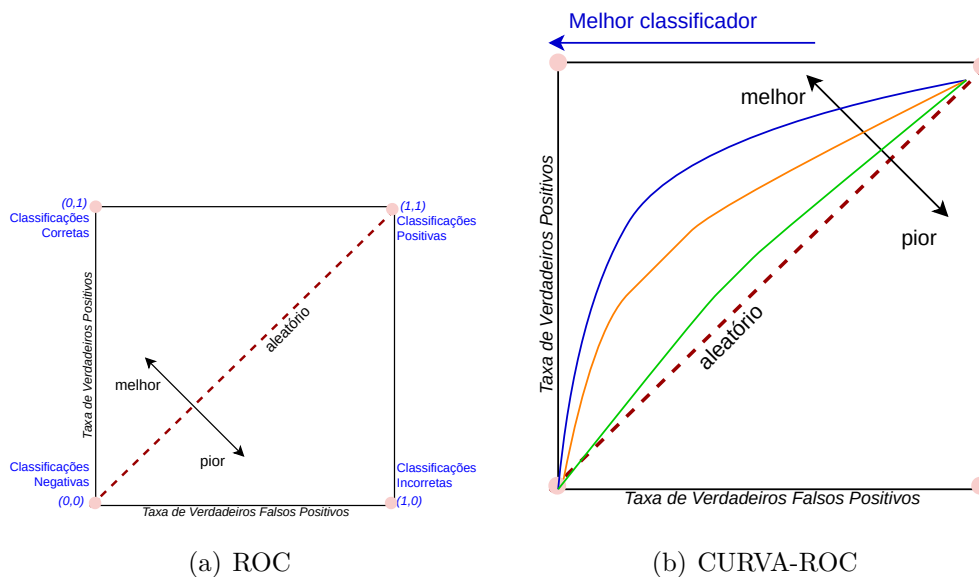 (0,1)
Classificações
Corretas
(1,1)
Classificações
Positivas
Taxa de Verdadeiros Positivos
aleatório
melhor
pior
Classificações
Negativas
(0,0)
Classificações
Incorretas
(1,0)
Taxa de Verdadeiros Falsos Positivos
(a) ROC
Melhor classificador
melhor
pior
Taxa de Verdadeiros Positivos
aleatório
Taxa de Verdadeiros Falsos Positivos
(b) CURVA-ROC